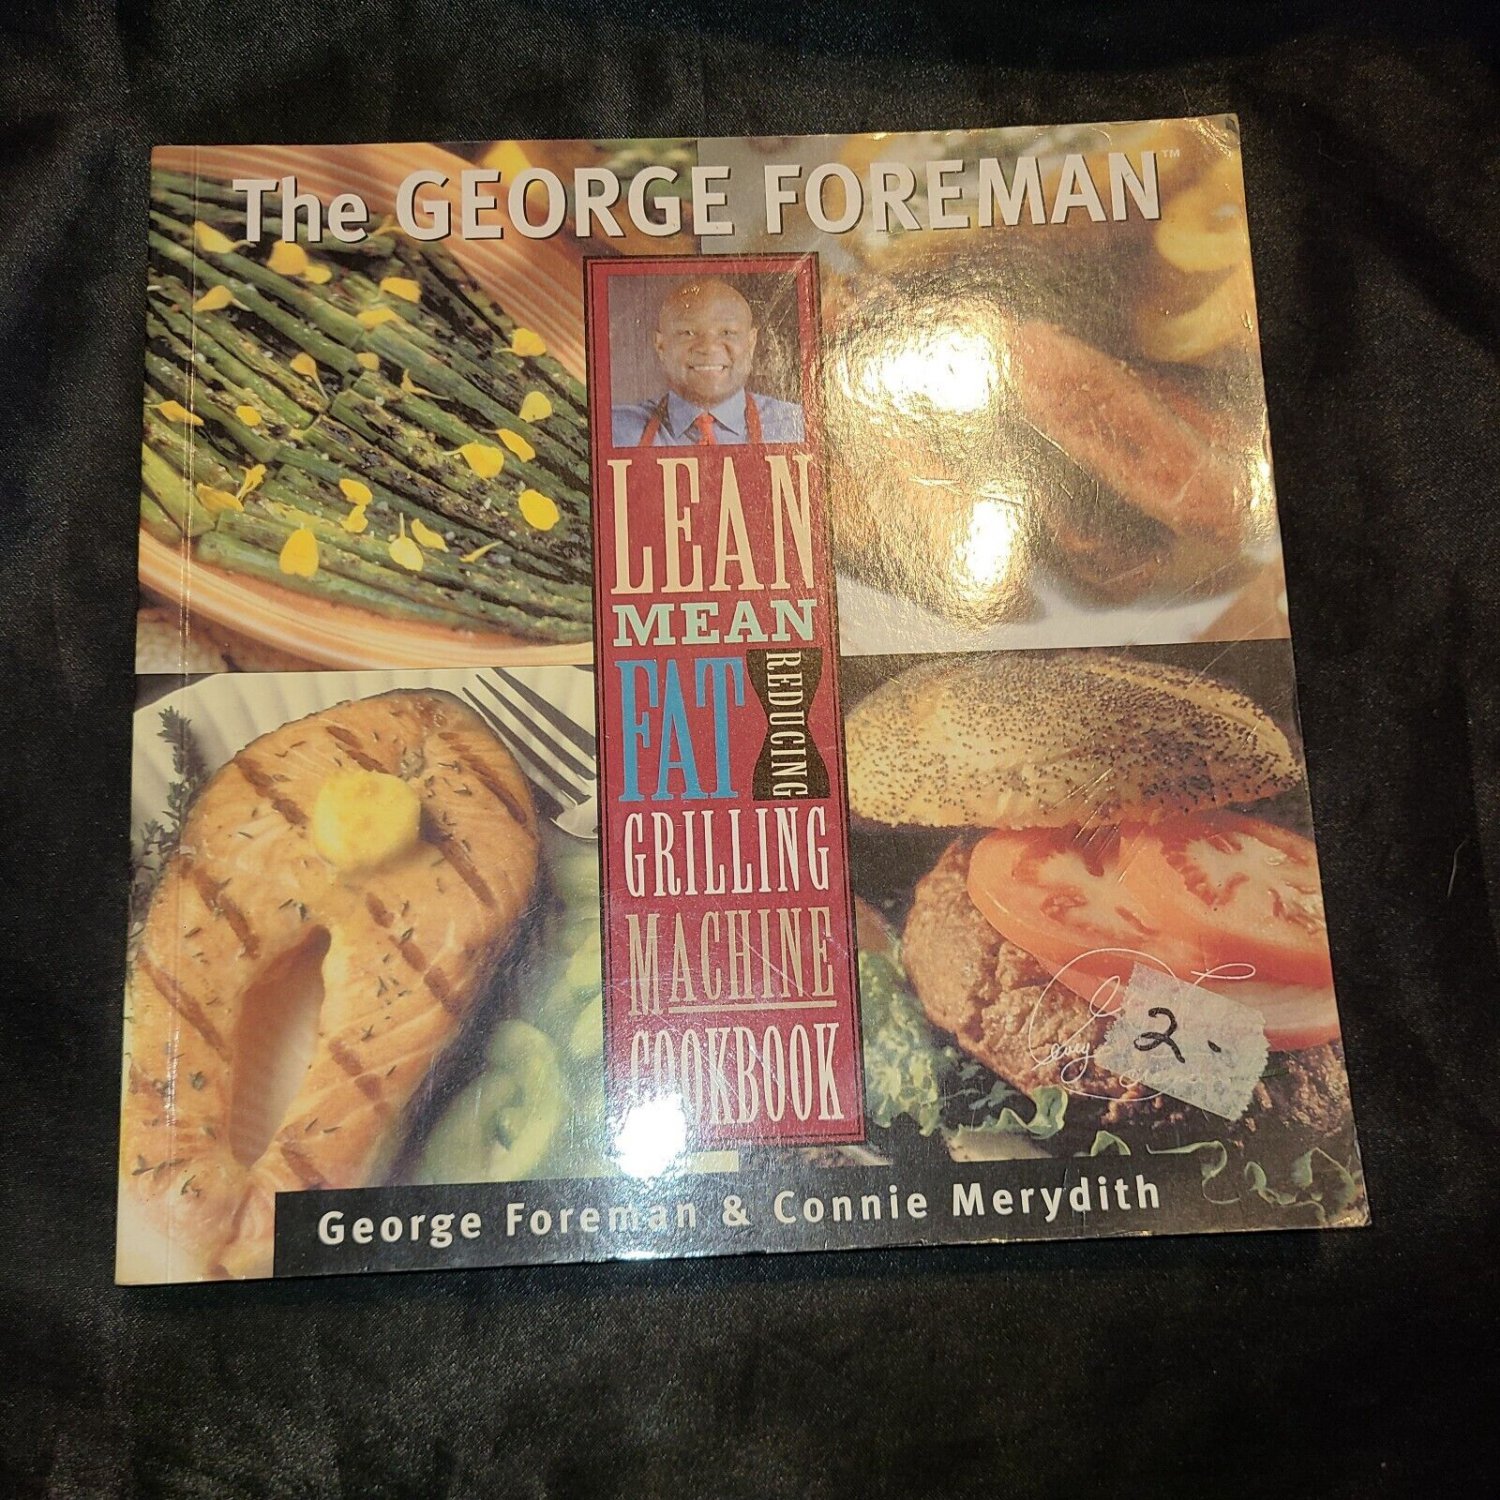 The GEORGE FOREMAN™
LEAN
MEAN
FAT
REDUCING
GRILLING
MACHINE
COOKBOOK
2.
George Foreman & Connie Merydith